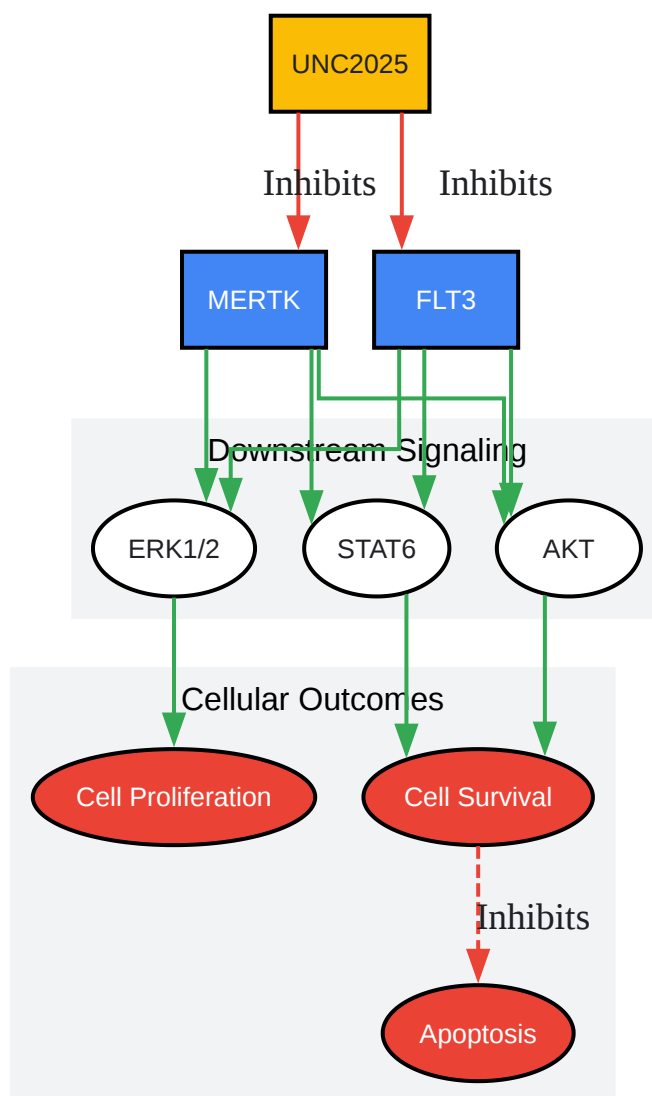 UNC2025
Inhibits
Inhibits
MERTK
FLT3
Downstream Signaling
ERK1/2
STAT6
AKT
Cellular Outcomes
Cell Proliferation
Cell Survival
Inhibits
Apoptosis